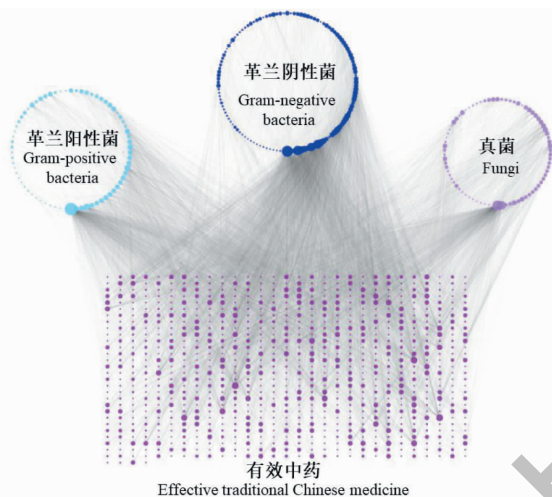 革兰阴性菌
Gram-negative
bacteria
革兰阳性菌
Gram-positive
bacteria
真菌
Fungi
有效中药
Effective traditional Chinese medicine